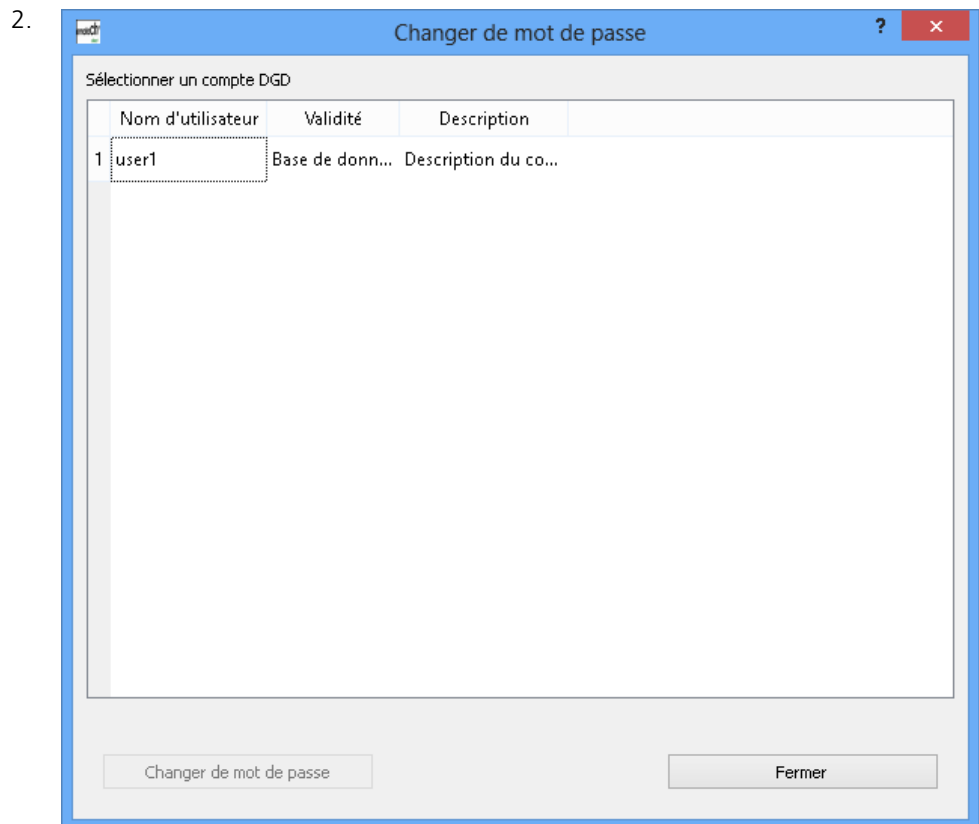 2.
Changer de mot de passe ?
Sélectionner un compte DGD
Nom d'utilisateur Validité Description
1 user1 Base de donn... Description du co...
Changer de mot de passe Fermer